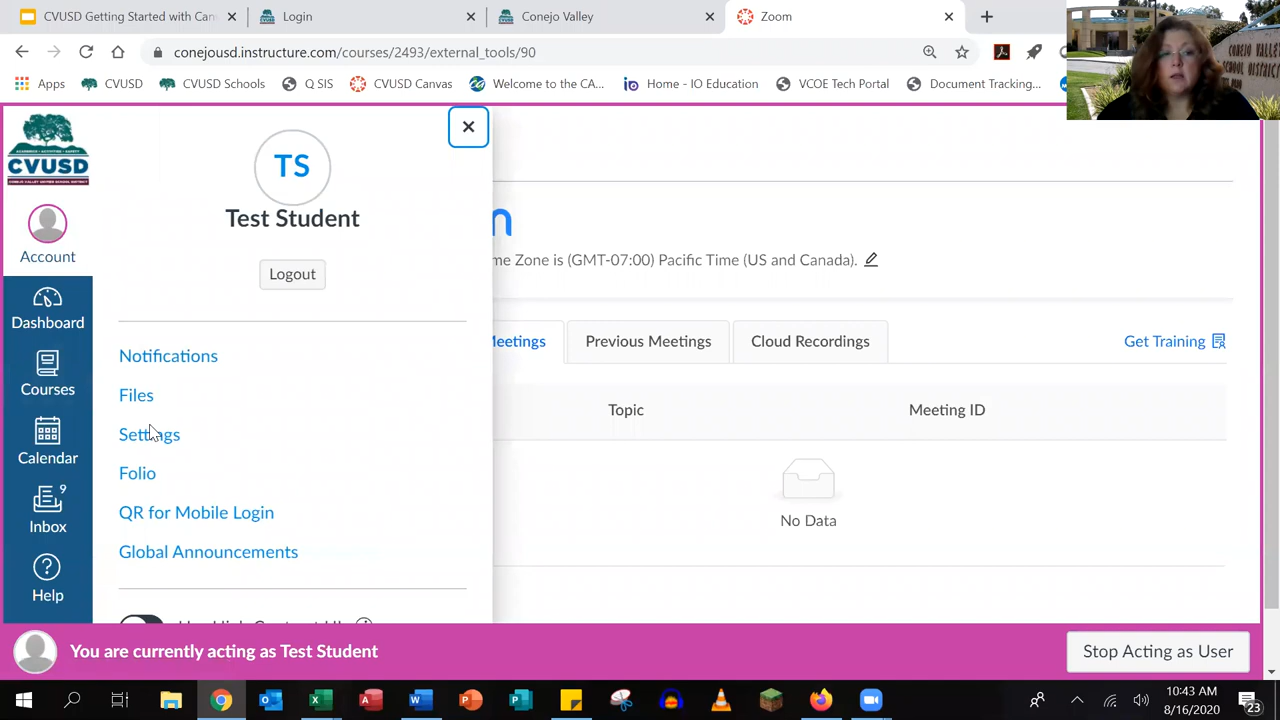 CVUSD Getting Started with Can
Login
Conejo Valley
Zoom
conejousd.instructure.com/courses/2493/external_tools/90
Apps
CVUSD
CVUSD Schools
Q SIS
CVUSD Canvas
Welcome to the CA...
Home - IO Education
VCOE Tech Portal
Document Tracking...
CONEJO VALLEY
SCHOOL DISTRICT
CVUSD
Account
Dashboard
Courses
Calendar
9
Inbox
Help
TS
Test Student
Logout
Notifications
Files
Settings
Folio
QR for Mobile Login
Global Announcements
me Zone is (GMT-07:00) Pacific Time (US and Canada).
Meetings
Previous Meetings
Cloud Recordings
Get Training
Topic
Meeting ID
No Data
You are currently acting as Test Student
Stop Acting as User
10:43 AM
8/16/2020
23